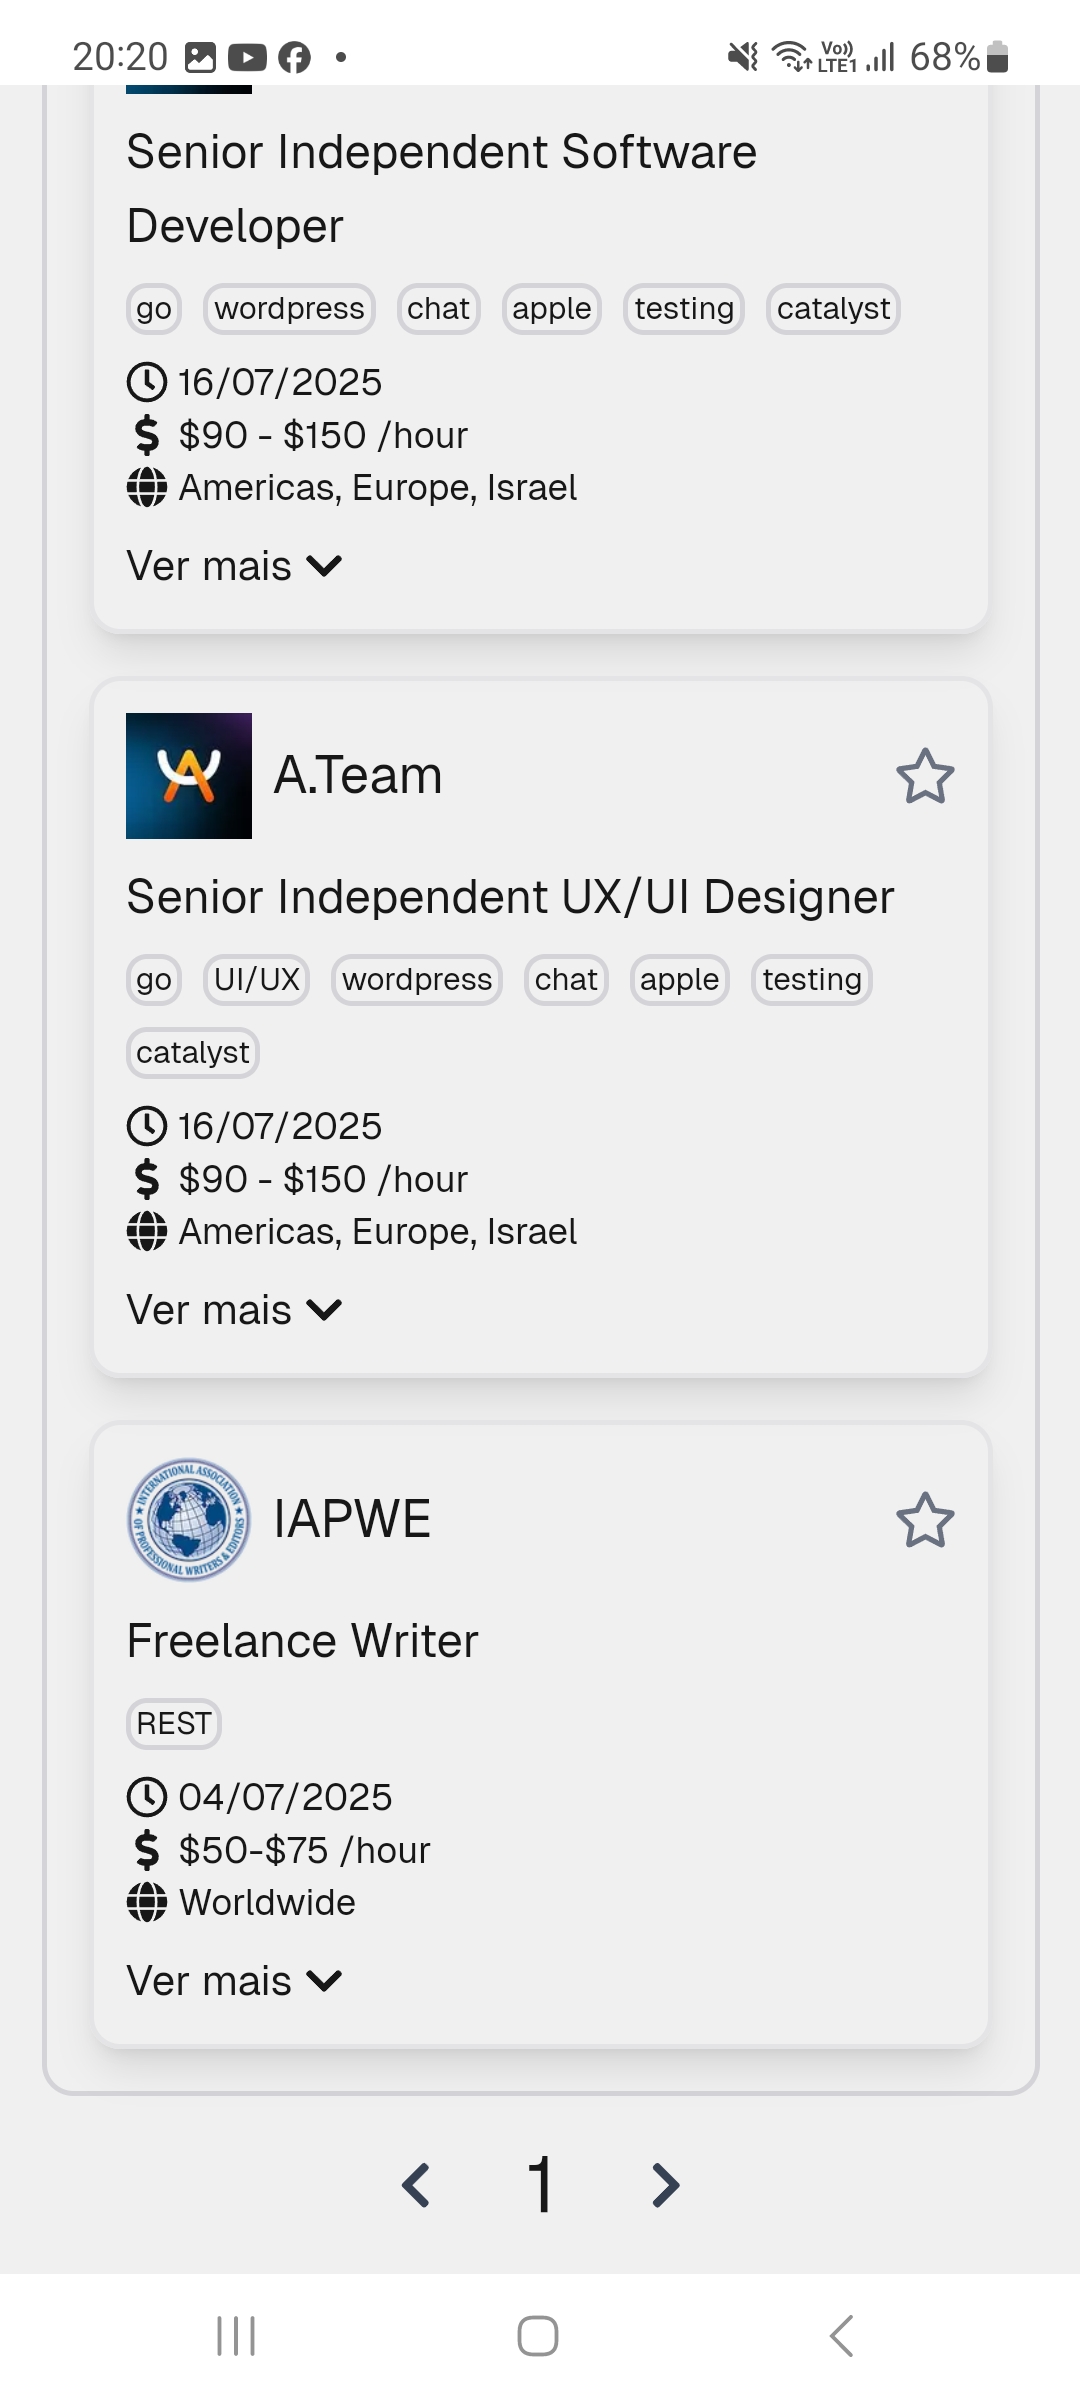 20:20
Vo))
LTE1
68%
Senior Independent Software
Developer
go wordpress chat apple testing catalyst
16/07/2025
$90 - $150 /hour
Americas, Europe, Israel
Ver mais
A.Team
Senior Independent UX/UI Designer
go UI/UX wordpress chat apple testing
catalyst
16/07/2025
$90 - $150 /hour
Americas, Europe, Israel
Ver mais
INTERNATIONAL ASSOCIATION
OF PROFESSIONAL WRITERS & EDITORS
IAPWE
Freelance Writer
REST
04/07/2025
$50-$75 /hour
Worldwide
Ver mais
1